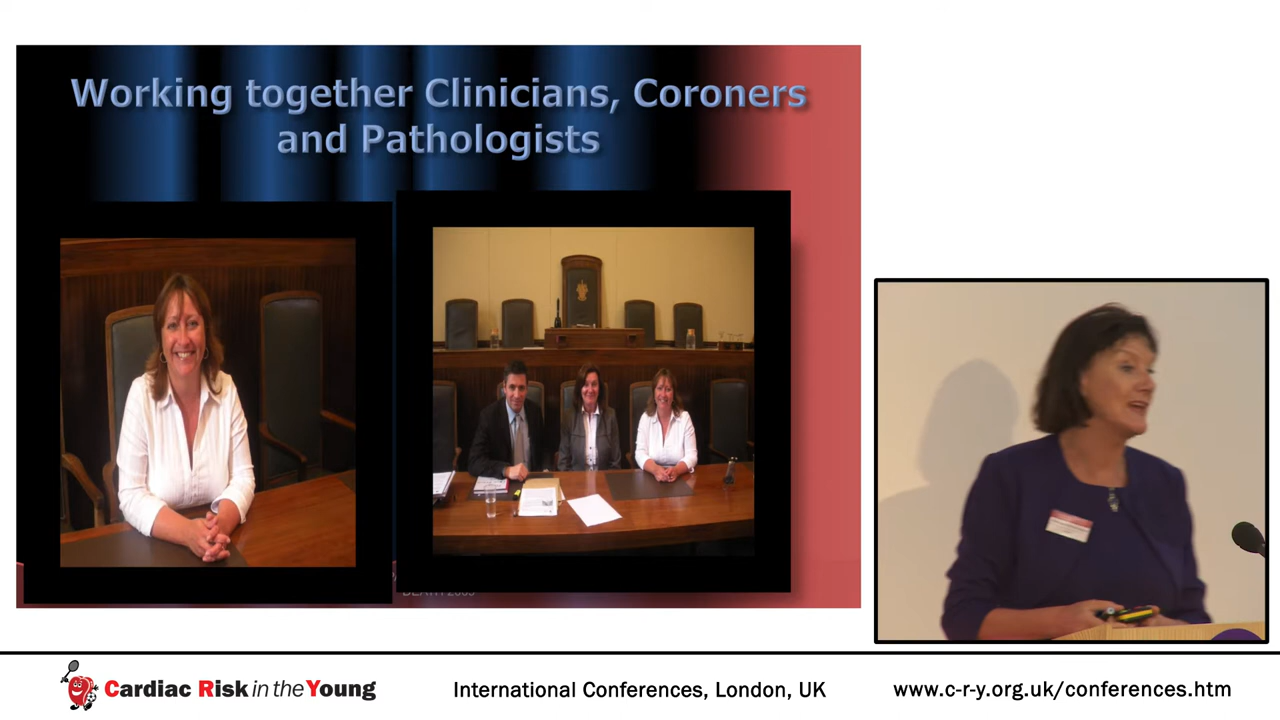 Working together Clinicians, Coroners
and Pathologists
2009
Cardiac Risk in the Young
International Conferences, London, UK
www.c-r-y.org.uk/conferences.htm